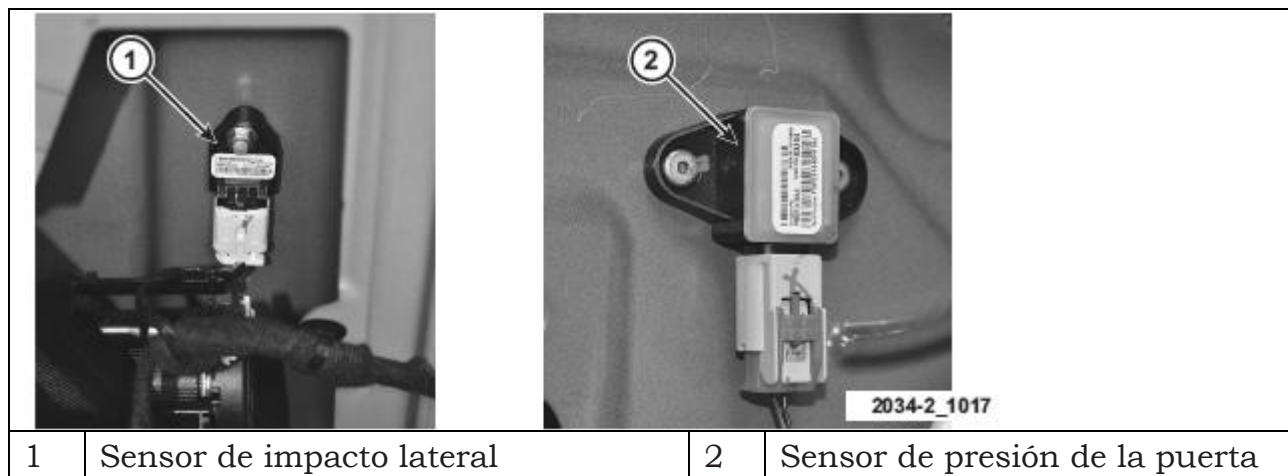 1
2
2034-2_1017
1 Sensor de impacto lateral 2 Sensor de presión de la puerta